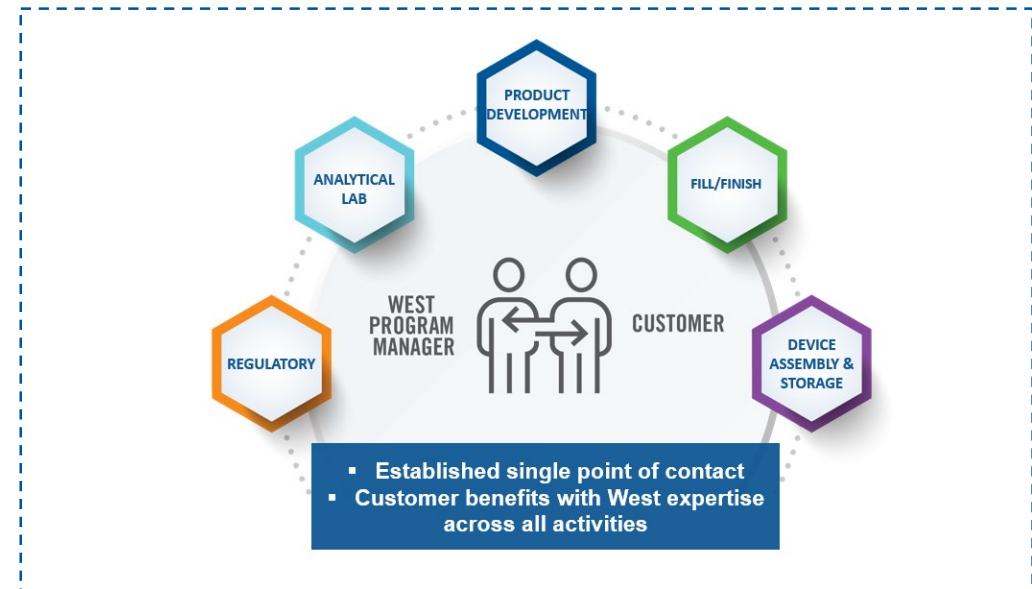 PRODUCT
DEVELOPMENT
ANALYTICAL
LAB
FILL/FINISH
REGULATORY
WEST
PROGRAM
MANAGER
CUSTOMER
DEVICE
ASSEMBLY &
STORAGE
▪ Established single point of contact
▪ Customer benefits with West expertise
across all activities